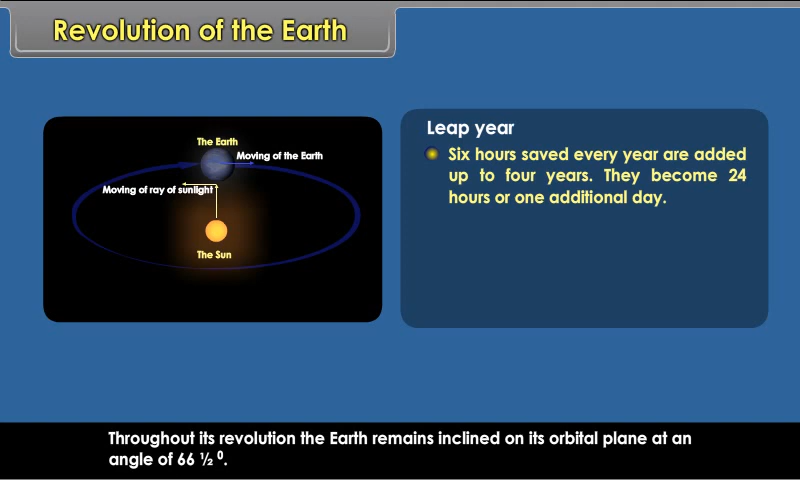 Revolution of the Earth
The Earth
Moving of the Earth
Moving of ray of sunlight
The Sun
Leap year
Six hours saved every year are added
up to four years. They become 24
hours or one additional day.
Throughout its revolution the Earth remains inclined on its orbital plane at an
angle of 66 ½ ⁰.